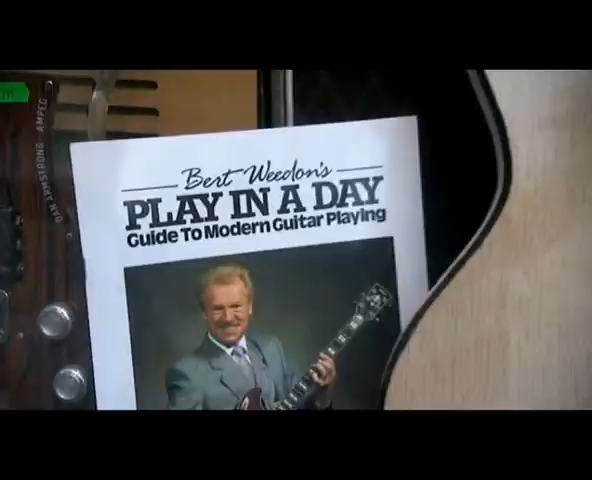 DAN ARMSTRONG AMPEG
Bert Weedon's
PLAY IN A DAY
Guide To Modern Guitar Playing